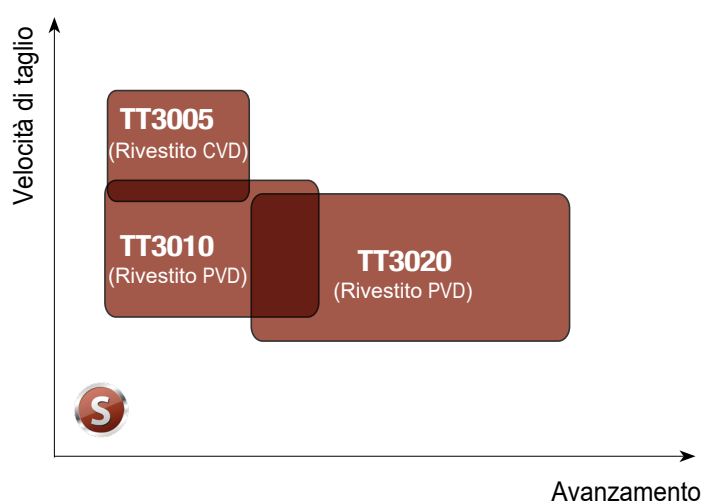 Velocità di taglio
TT3005
(Rivestito CVD)
TT3010
(Rivestito PVD)
TT3020
(Rivestito PVD)
S
Avanzamento